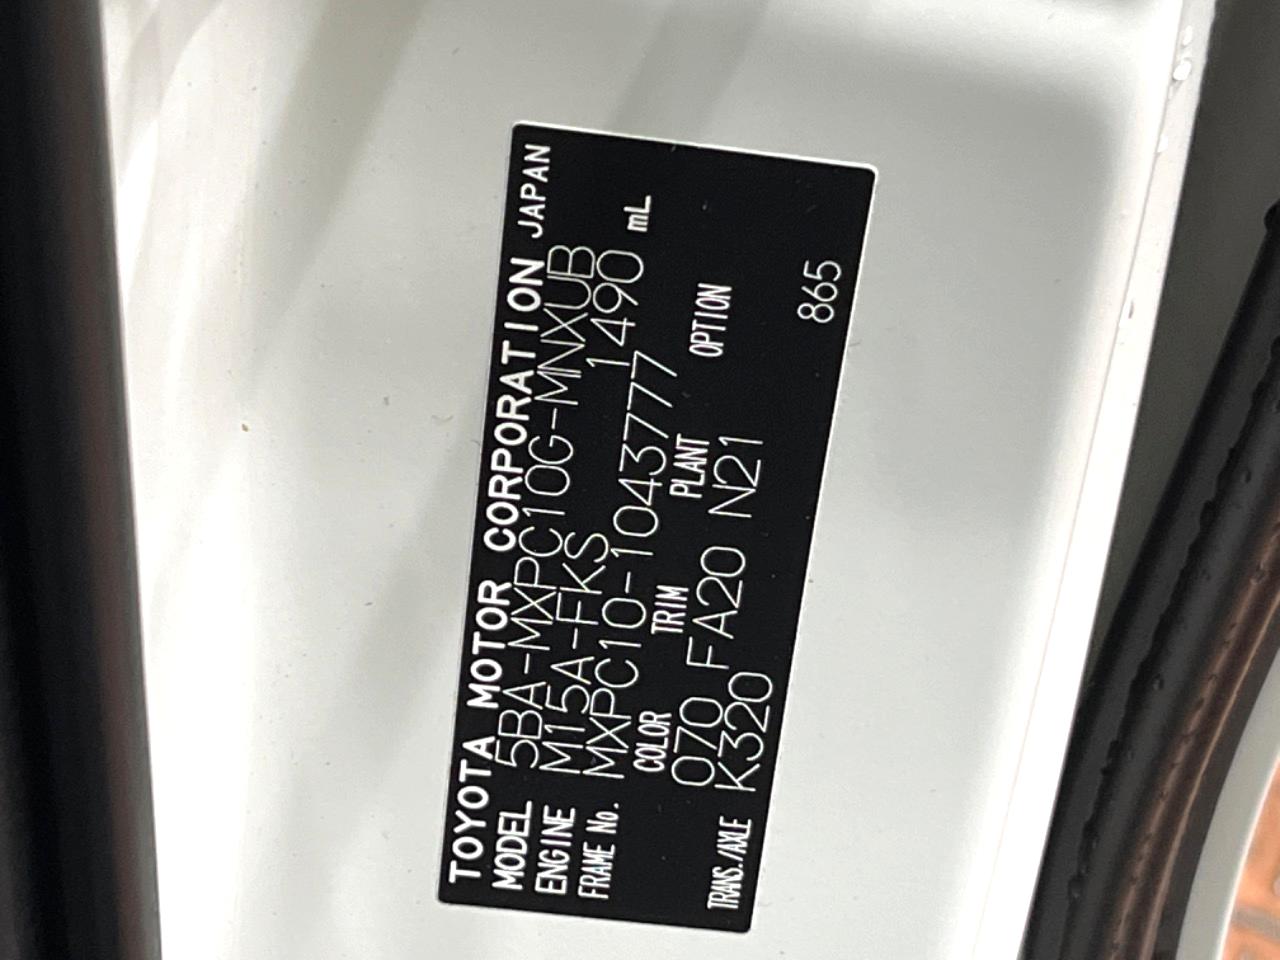 TOYOTA MOTOR CORPORATION JAPAN
MODEL 5BA-MXPC10G-MNXUB
ENGINE M15A-FKS 1490 mL
FRAME No. MXPC10-1043777
COLOR TRIM PLANT OPTION
070 FA20 N21
TRANS./AXLE K320
865